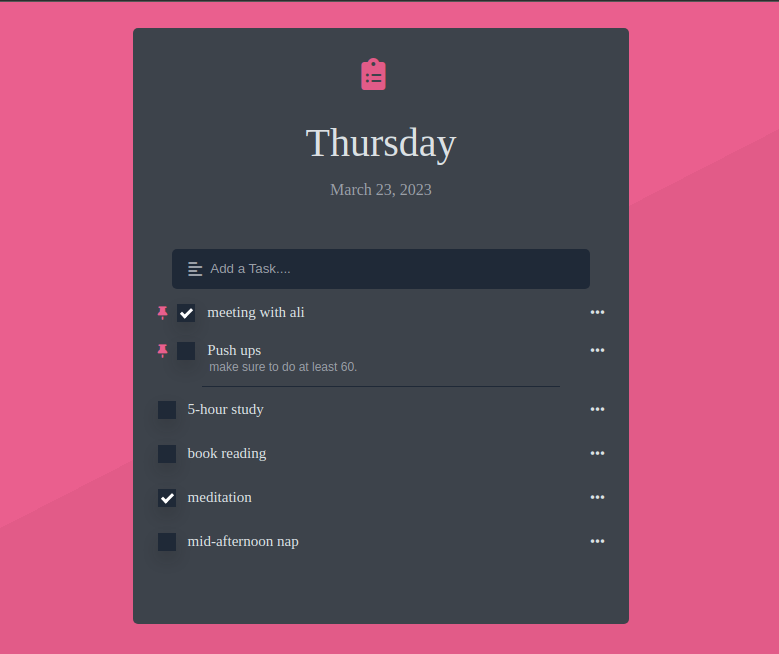 Thursday
March 23, 2023
Add a Task....
meeting with ali
Push ups
make sure to do at least 60.
5-hour study
book reading
meditation
mid-afternoon nap